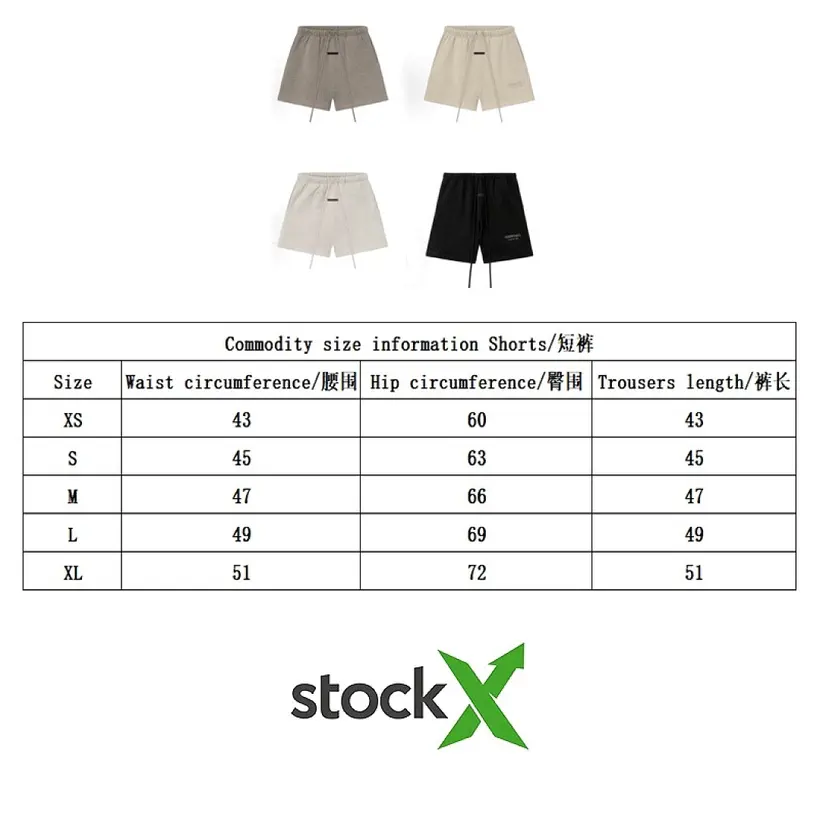 Commodity size information Shorts/短裤
Size Waist circumference/腰围 Hip circumference/臀围 Trousers length/裤长
XS 43 60 43
S 45 63 45
M 47 66 47
L 49 69 49
XL 51 72 51
stockX